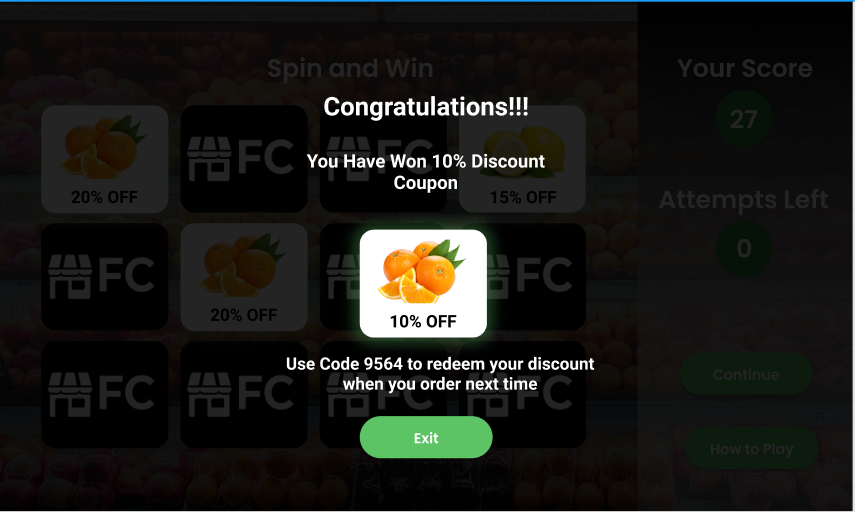 Spin and Win
Your Score
Congratulations!!!
27
FC
FC
You Have Won 10% Discount
Coupon
20% OFF
15% OFF
Attempts Left
0
FC
FC
20% OFF
10% OFF
Use Code 9564 to redeem your discount
when you order next time
FC
FC
FC
Continue
Exit
How to Play